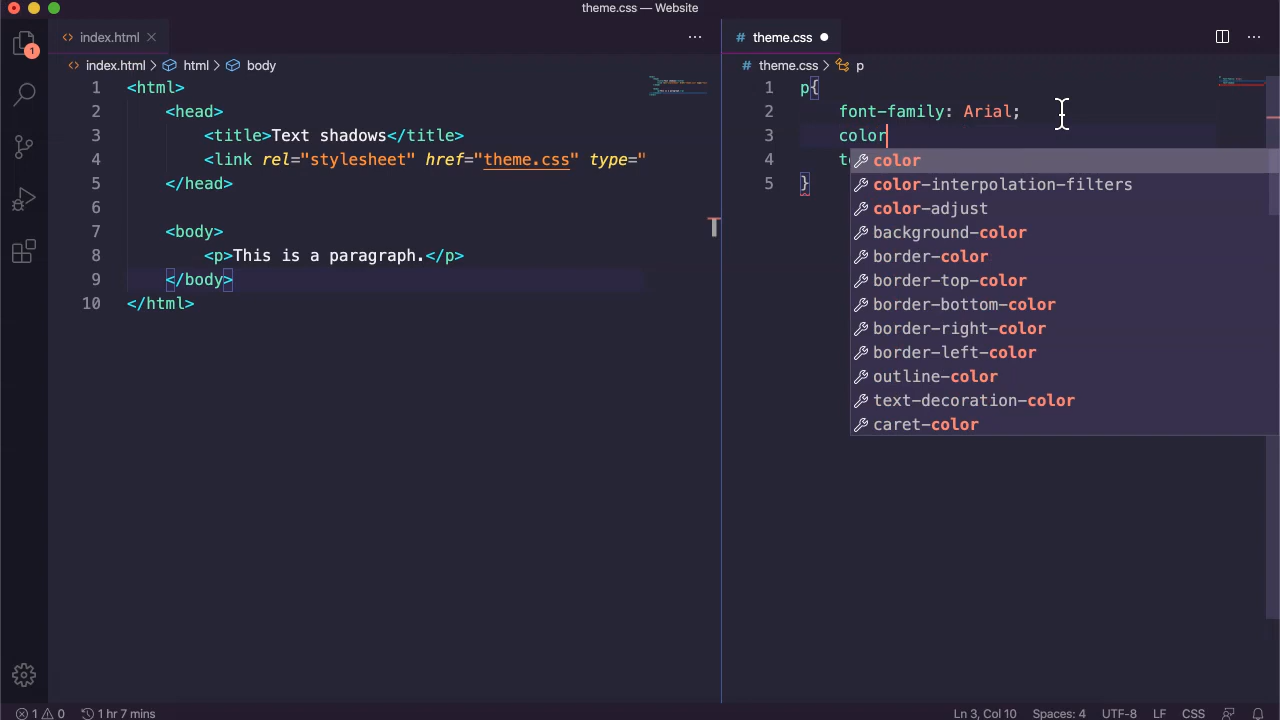 theme.css — Website
index.html
index.html > html > body
1 <html>
2 <head>
3 <title>Text shadows</title>
4 <link rel="stylesheet" href="theme.css" type="
5 </head>
6
7 <body>
8 <p>This is a paragraph.</p>
9 </body>
10 </html>
# theme.css
# theme.css > p
1 p{
2 font-family: Arial;
3 color
4 te
5 }
color
color-interpolation-filters
color-adjust
background-color
border-color
border-top-color
border-bottom-color
border-right-color
border-left-color
outline-color
text-decoration-color
caret-color
1
1 0 1 hr 7 mins
Ln 3, Col 10 Spaces: 4 UTF-8 LF CSS